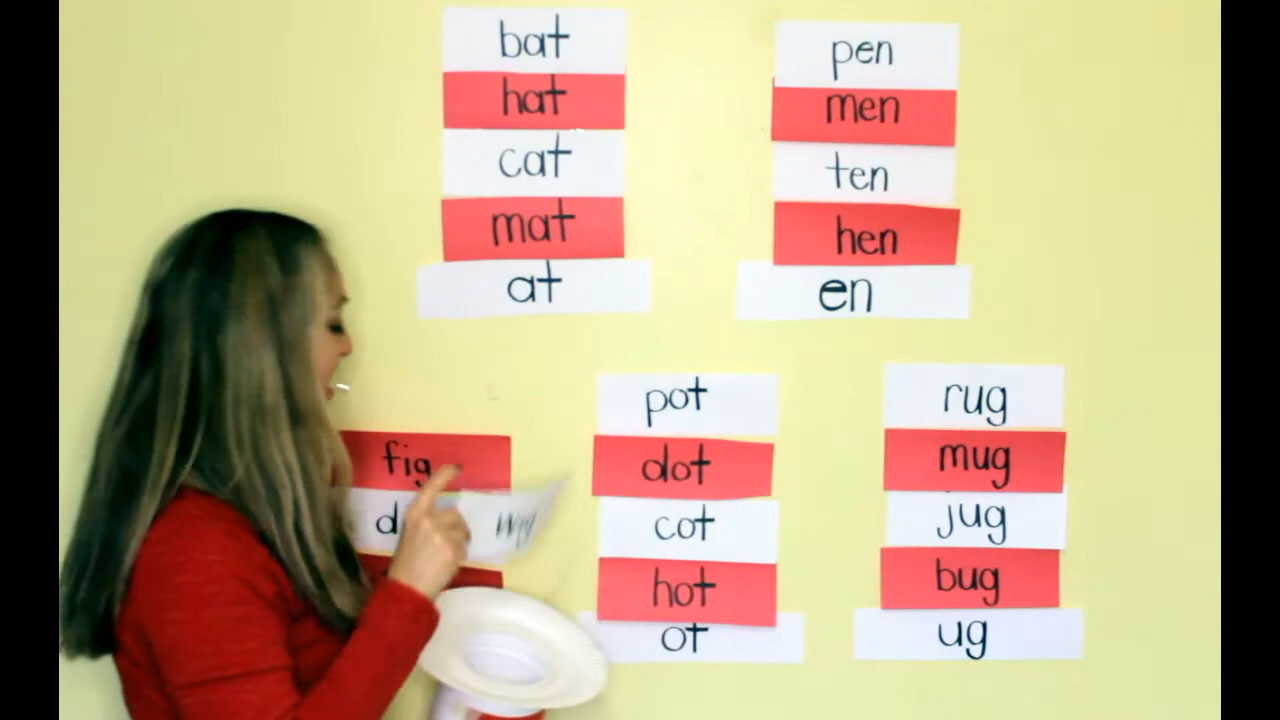 bat
hat
cat
mat
at
pen
men
ten
hen
en
fig
pot
dot
cot
hot
ot
rug
mug
jug
bug
ug